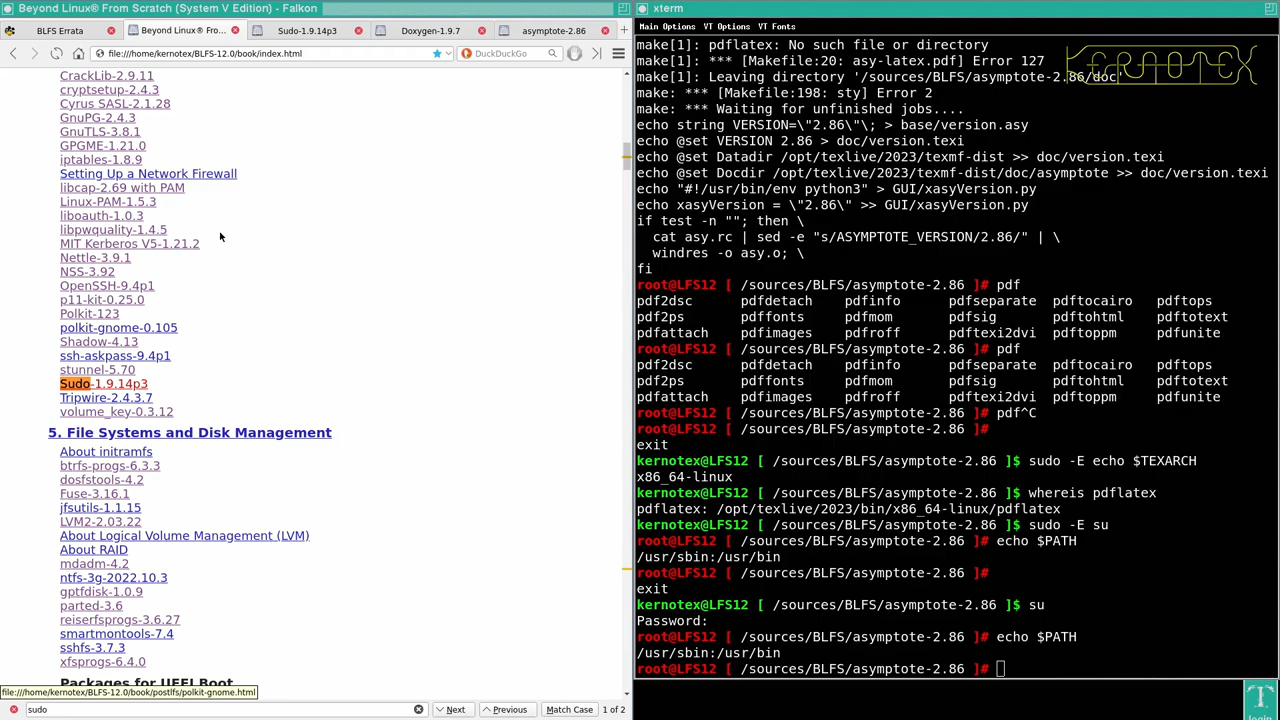 Beyond Linux® From Scratch (System V Edition) - Falkon
BLFS Errata
Beyond Linux® From...
Sudo-1.9.14p3
Doxygen-1.9.7
asymptote-2.86
file:///home/kernotex/BLFS-12.0/book/index.html
DuckDuckGo
CrackLib-2.9.11
cryptsetup-2.4.3
Cyrus SASL-2.1.28
GnuPG-2.4.3
GnuTLS-3.8.1
GPGME-1.21.0
iptables-1.8.9
Setting Up a Network Firewall
libcap-2.69 with PAM
Linux-PAM-1.5.3
liboauth-1.0.3
libpwquality-1.4.5
MIT Kerberos V5-1.21.2
Nettle-3.9.1
NSS-3.92
OpenSSH-9.4p1
p11-kit-0.25.0
Polkit-123
polkit-gnome-0.105
Shadow-4.13
ssh-askpass-9.4p1
stunnel-5.70
Sudo-1.9.14p3
Tripwire-2.4.3.7
volume_key-0.3.12
5. File Systems and Disk Management
About initramfs
btrfs-progs-6.3.3
dosfstools-4.2
Fuse-3.16.1
jfsutils-1.1.15
LVM2-2.03.22
About Logical Volume Management (LVM)
About RAID
mdadm-4.2
ntfs-3g-2022.10.3
gptfdisk-1.0.9
parted-3.6
reiserfsprogs-3.6.27
smartmontools-7.4
sshfs-3.7.3
xfsprogs-6.4.0
Packages for UEFI Boot
file:///home/kernotex/BLFS-12.0/book/postlfs/polkit-gnome.html
sudo
Next
Previous
Match Case
1 of 2
xterm
Main Options VT Options VT Fonts
KERNOTEX
make[1]: pdflatex: No such file or directory
make[1]: *** [Makefile:20: asy-latex.pdf] Error 127
make[1]: Leaving directory '/sources/BLFS/asymptote-2.86/doc'
make: *** [Makefile:198: sty] Error 2
make: *** Waiting for unfinished jobs....
echo string VERSION=\"2.86\"\; > base/version.asy
echo @set VERSION 2.86 > doc/version.texi
echo @set Datadir /opt/texlive/2023/texmf-dist >> doc/version.texi
echo @set Docdir /opt/texlive/2023/texmf-dist/doc/asymptote >> doc/version.texi
echo "#!/usr/bin/env python3" > GUI/xasyVersion.py
echo xasyVersion = \"2.86\" >> GUI/xasyVersion.py
if test -n ""; then \
cat asy.rc | sed -e "s/ASYMPTOTE_VERSION/2.86/" | \
windres -o asy.o; \
fi
root@LFS12 [ /sources/BLFS/asymptote-2.86 ]# pdf
pdf2dsc pdfdetach pdfinfo pdfseparate pdftocairo pdftops
pdf2ps pdffonts pdfmom pdfsig pdftohtml pdftotext
pdfattach pdfimages pdfroff pdftexi2dvi pdftoppm pdfunite
root@LFS12 [ /sources/BLFS/asymptote-2.86 ]# pdf
pdf2dsc pdfdetach pdfinfo pdfseparate pdftocairo pdftops
pdf2ps pdffonts pdfmom pdfsig pdftohtml pdftotext
pdfattach pdfimages pdfroff pdftexi2dvi pdftoppm pdfunite
root@LFS12 [ /sources/BLFS/asymptote-2.86 ]# pdf^C
root@LFS12 [ /sources/BLFS/asymptote-2.86 ]#
exit
kernotex@LFS12 [ /sources/BLFS/asymptote-2.86 ]$ sudo -E echo $TEXARCH
x86_64-linux
kernotex@LFS12 [ /sources/BLFS/asymptote-2.86 ]$ whereis pdflatex
pdflatex: /opt/texlive/2023/bin/x86_64-linux/pdflatex
kernotex@LFS12 [ /sources/BLFS/asymptote-2.86 ]$ sudo -E su
root@LFS12 [ /sources/BLFS/asymptote-2.86 ]# echo $PATH
/usr/sbin:/usr/bin
root@LFS12 [ /sources/BLFS/asymptote-2.86 ]#
exit
kernotex@LFS12 [ /sources/BLFS/asymptote-2.86 ]$ su
Password:
root@LFS12 [ /sources/BLFS/asymptote-2.86 ]# echo $PATH
/usr/sbin:/usr/bin
root@LFS12 [ /sources/BLFS/asymptote-2.86 ]#
login